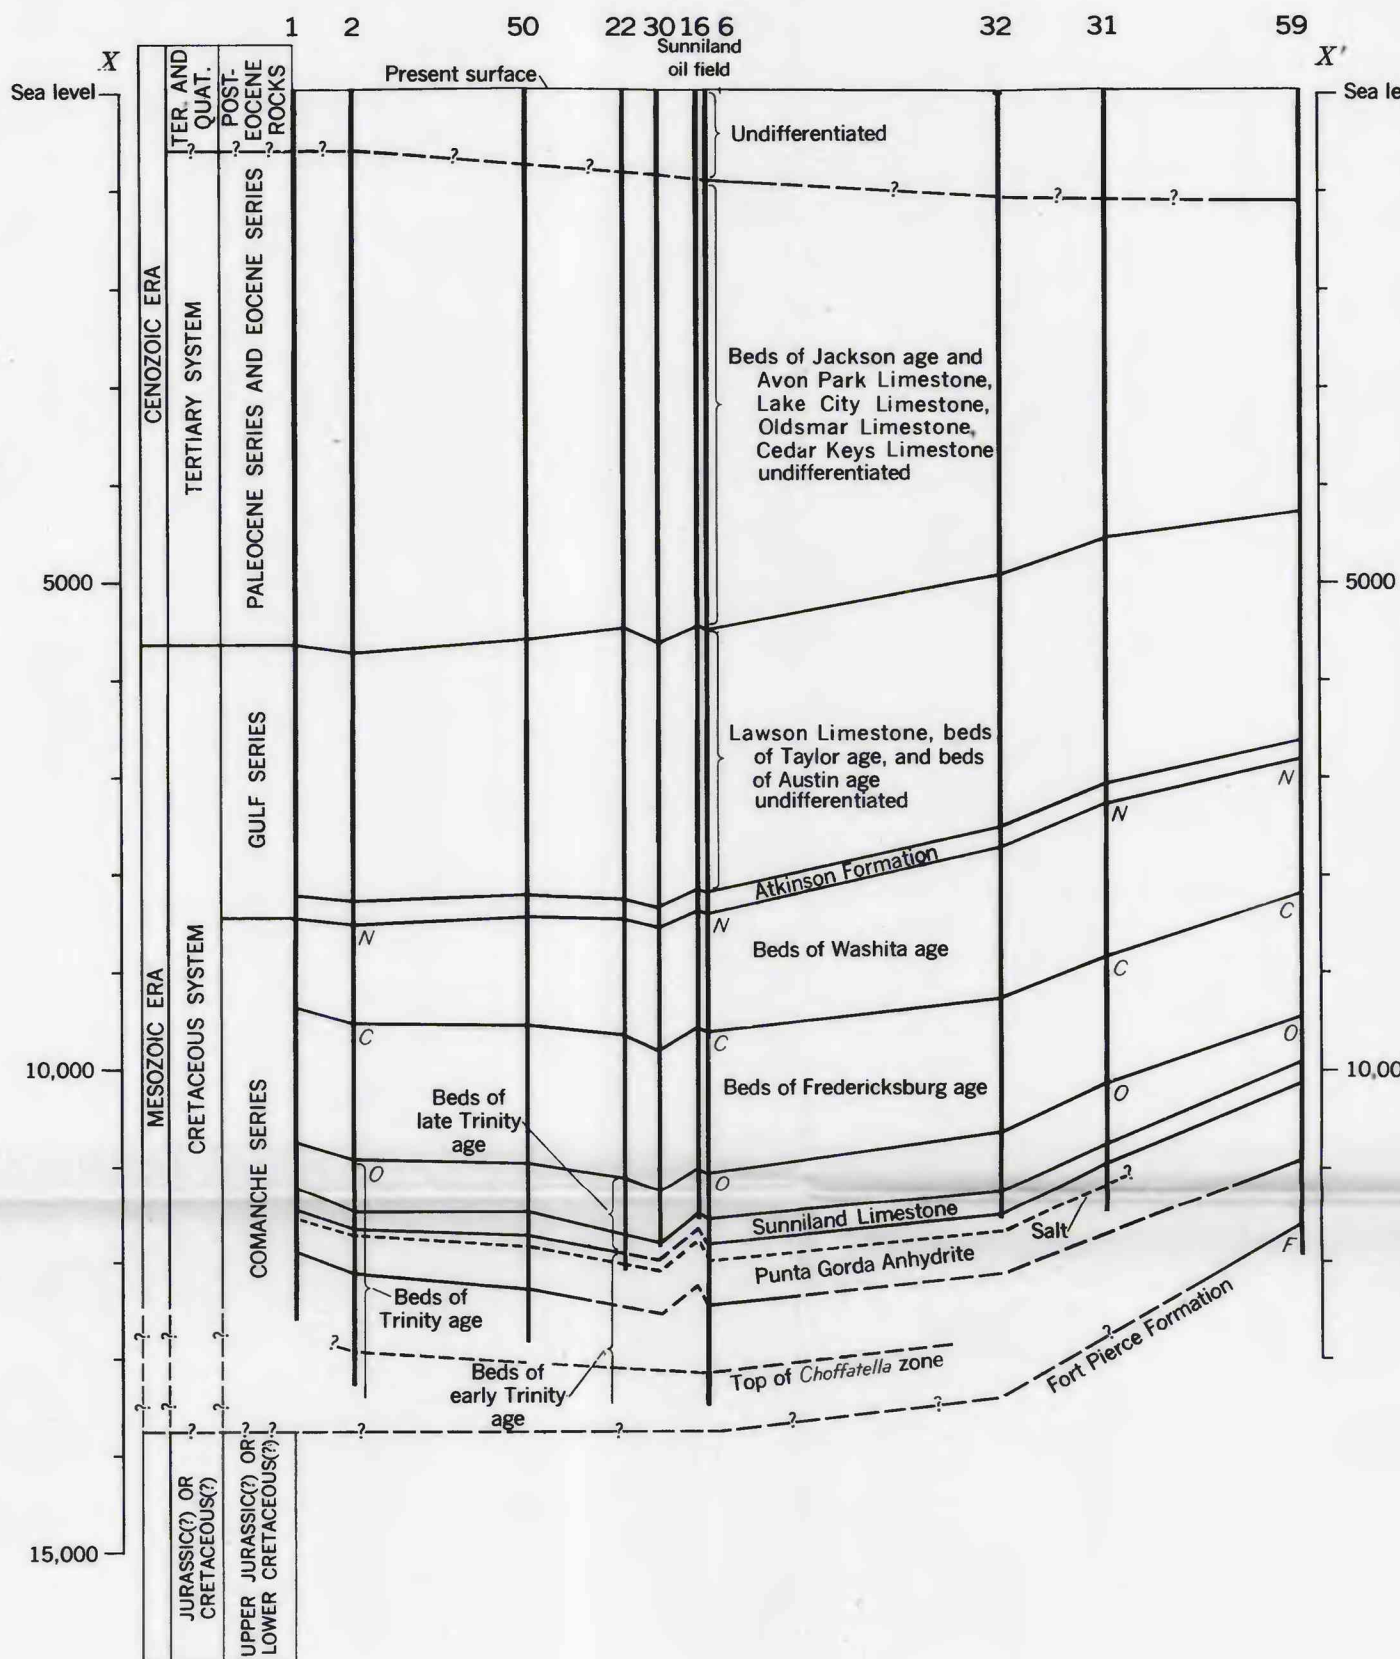 1 2 50 22 30 16 6 32 31 59
X
X'
Sunniland
oil field
Present surface
Sea level
Sea le
TER. AND
QUAT.
POST-
EOCENE
ROCKS
Undifferentiated
? ? ? ? ? ? ? ? ?
CENOZOIC ERA
TERTIARY SYSTEM
PALEOCENE SERIES AND EOCENE SERIES
Beds of Jackson age and
Avon Park Limestone,
Lake City Limestone,
Oldsmar Limestone,
Cedar Keys Limestone
undifferentiated
5000
5000
GULF SERIES
Lawson Limestone, beds
of Taylor age, and beds
of Austin age
undifferentiated
Atkinson Formation
N
N
N
N
Beds of Washita age
MESOZOIC ERA
CRETACEOUS SYSTEM
COMANCHE SERIES
C
C
C
C
10,000
10,00
Beds of Fredericksburg age
Beds of
late Trinity
age
O
O
O
O
Sunniland Limestone
Salt
?
Punta Gorda Anhydrite
Beds of
Trinity age
F
Fort Pierce Formation
?
? ? ?
?
Beds of
early Trinity
age
Top of Choffatella zone
? ? ?
? ? ? ? ? ?
15,000
JURASSIC(?) OR
CRETACEOUS(?)
UPPER JURASSIC(?) OR
LOWER CRETACEOUS(?)